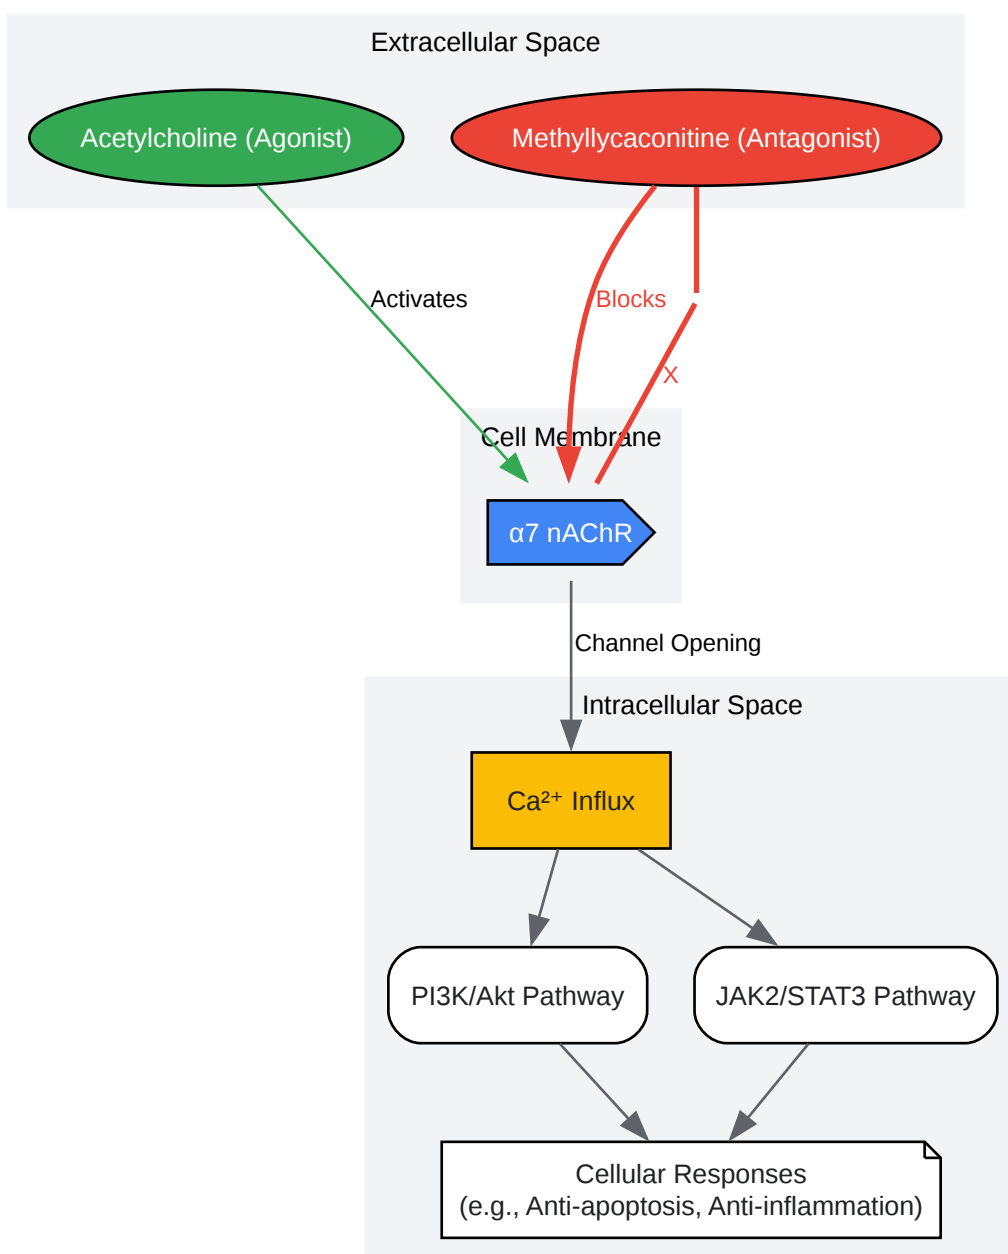 Extracellular Space
Acetylcholine (Agonist)
Methyllycaconitine (Antagonist)
Activates
Blocks
X
Cell Membrane
α7 nAChR
Channel Opening
Intracellular Space
Ca²⁺ Influx
PI3K/Akt Pathway
JAK2/STAT3 Pathway
Cellular Responses
(e.g., Anti-apoptosis, Anti-inflammation)